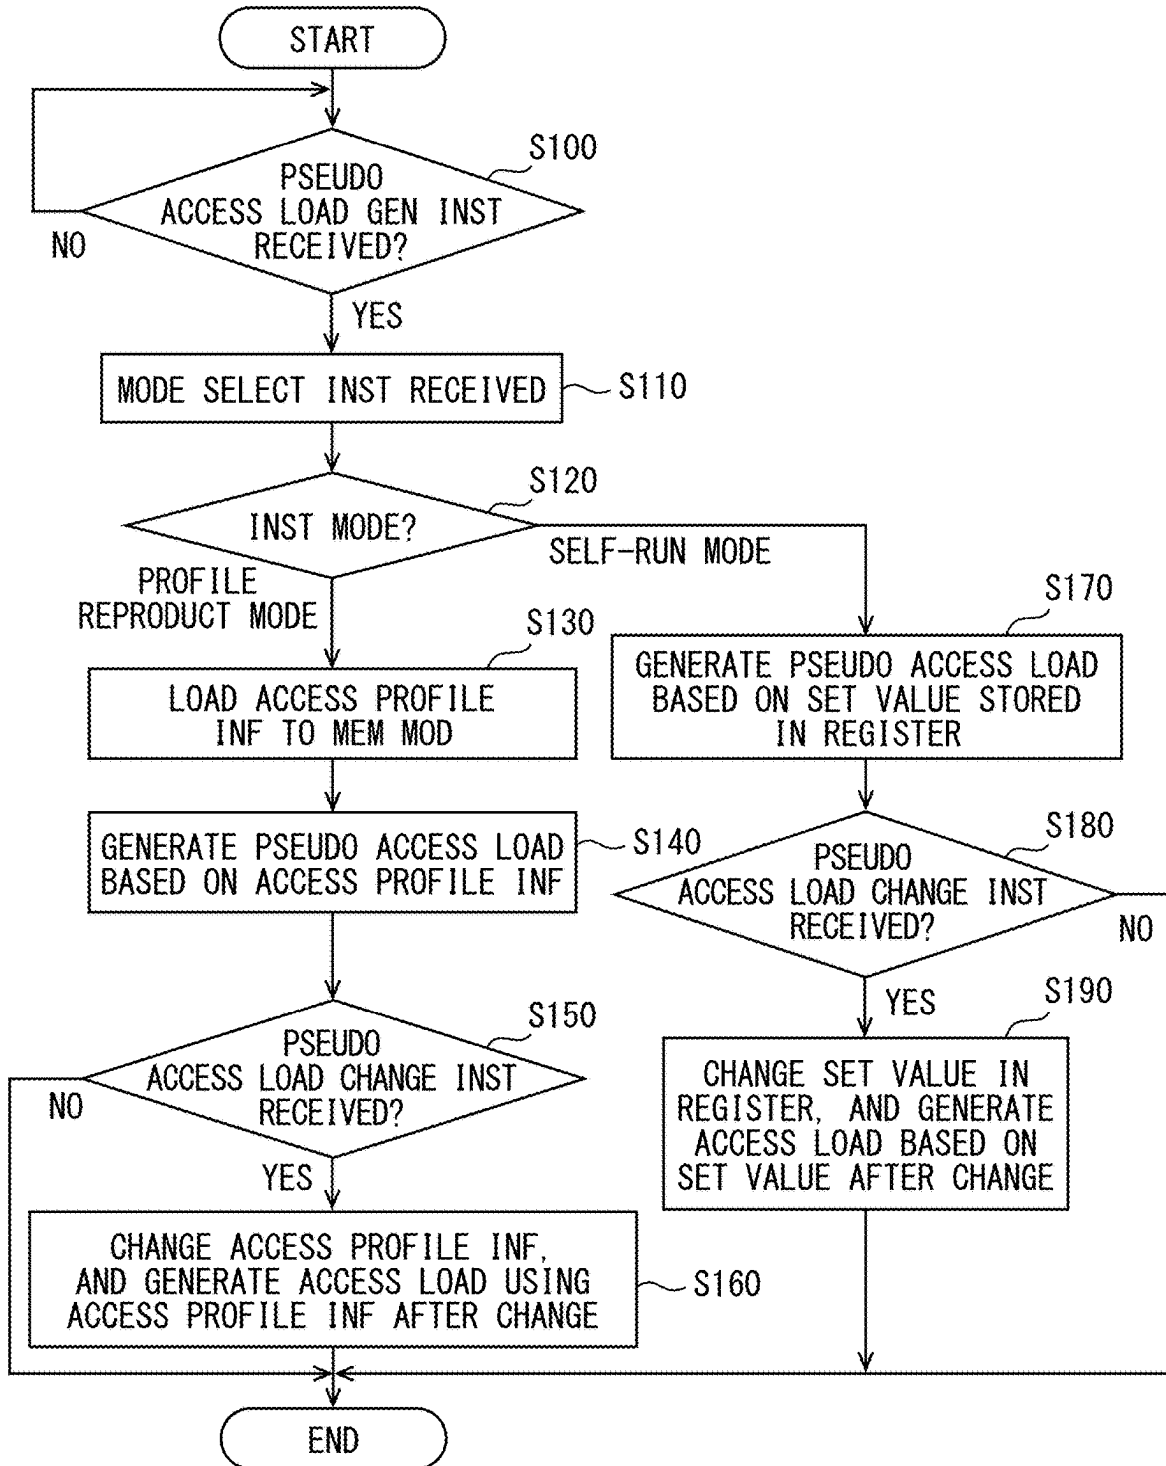 START
S100
PSEUDO
ACCESS LOAD GEN INST
RECEIVED?
NO
YES
MODE SELECT INST RECEIVED
S110
S120
INST MODE?
SELF-RUN MODE
PROFILE
REPRODUCT MODE
S130
LOAD ACCESS PROFILE
INF TO MEM MOD
GENERATE PSEUDO ACCESS LOAD
BASED ON ACCESS PROFILE INF
S140
S150
PSEUDO
ACCESS LOAD CHANGE INST
RECEIVED?
NO
YES
CHANGE ACCESS PROFILE INF,
AND GENERATE ACCESS LOAD USING
ACCESS PROFILE INF AFTER CHANGE
S160
S170
GENERATE PSEUDO ACCESS LOAD
BASED ON SET VALUE STORED
IN REGISTER
S180
PSEUDO
ACCESS LOAD CHANGE INST
RECEIVED?
NO
YES
S190
CHANGE SET VALUE IN
REGISTER, AND GENERATE
ACCESS LOAD BASED ON
SET VALUE AFTER CHANGE
END